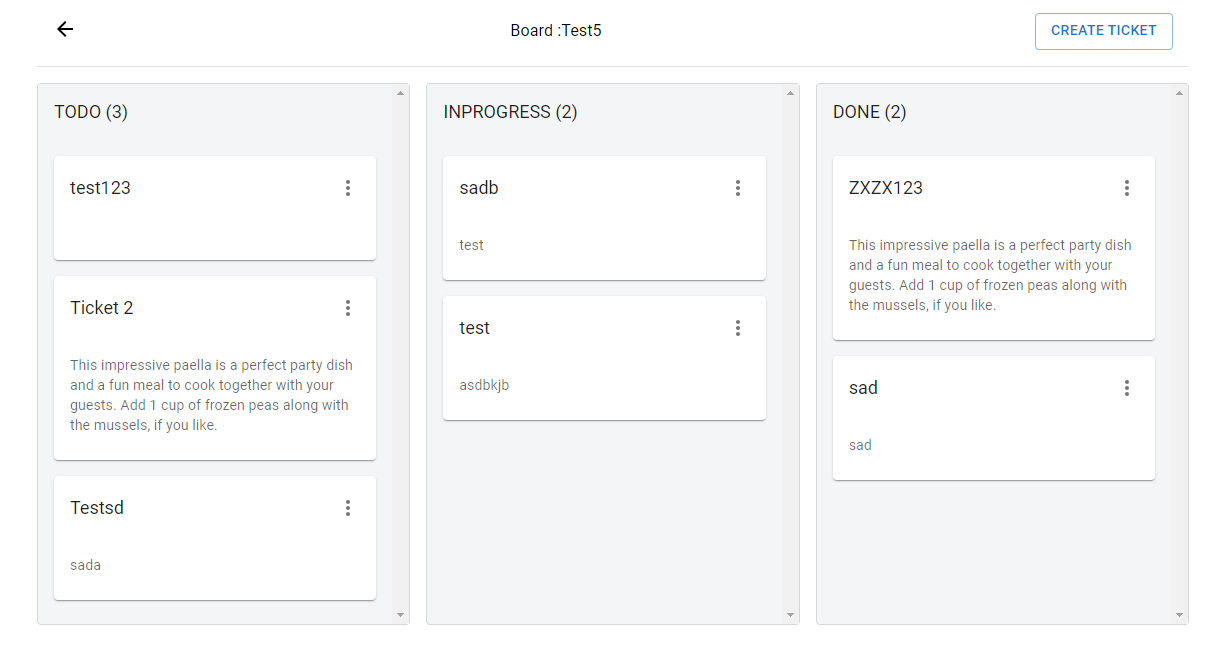 Board :Test5
CREATE TICKET
TODO (3)
test123
Ticket 2
This impressive paella is a perfect party dish
and a fun meal to cook together with your
guests. Add 1 cup of frozen peas along with
the mussels, if you like.
Testsd
sada
INPROGRESS (2)
sadb
test
test
asdbkjb
DONE (2)
ZXZX123
This impressive paella is a perfect party dish
and a fun meal to cook together with your
guests. Add 1 cup of frozen peas along with
the mussels, if you like.
sad
sad